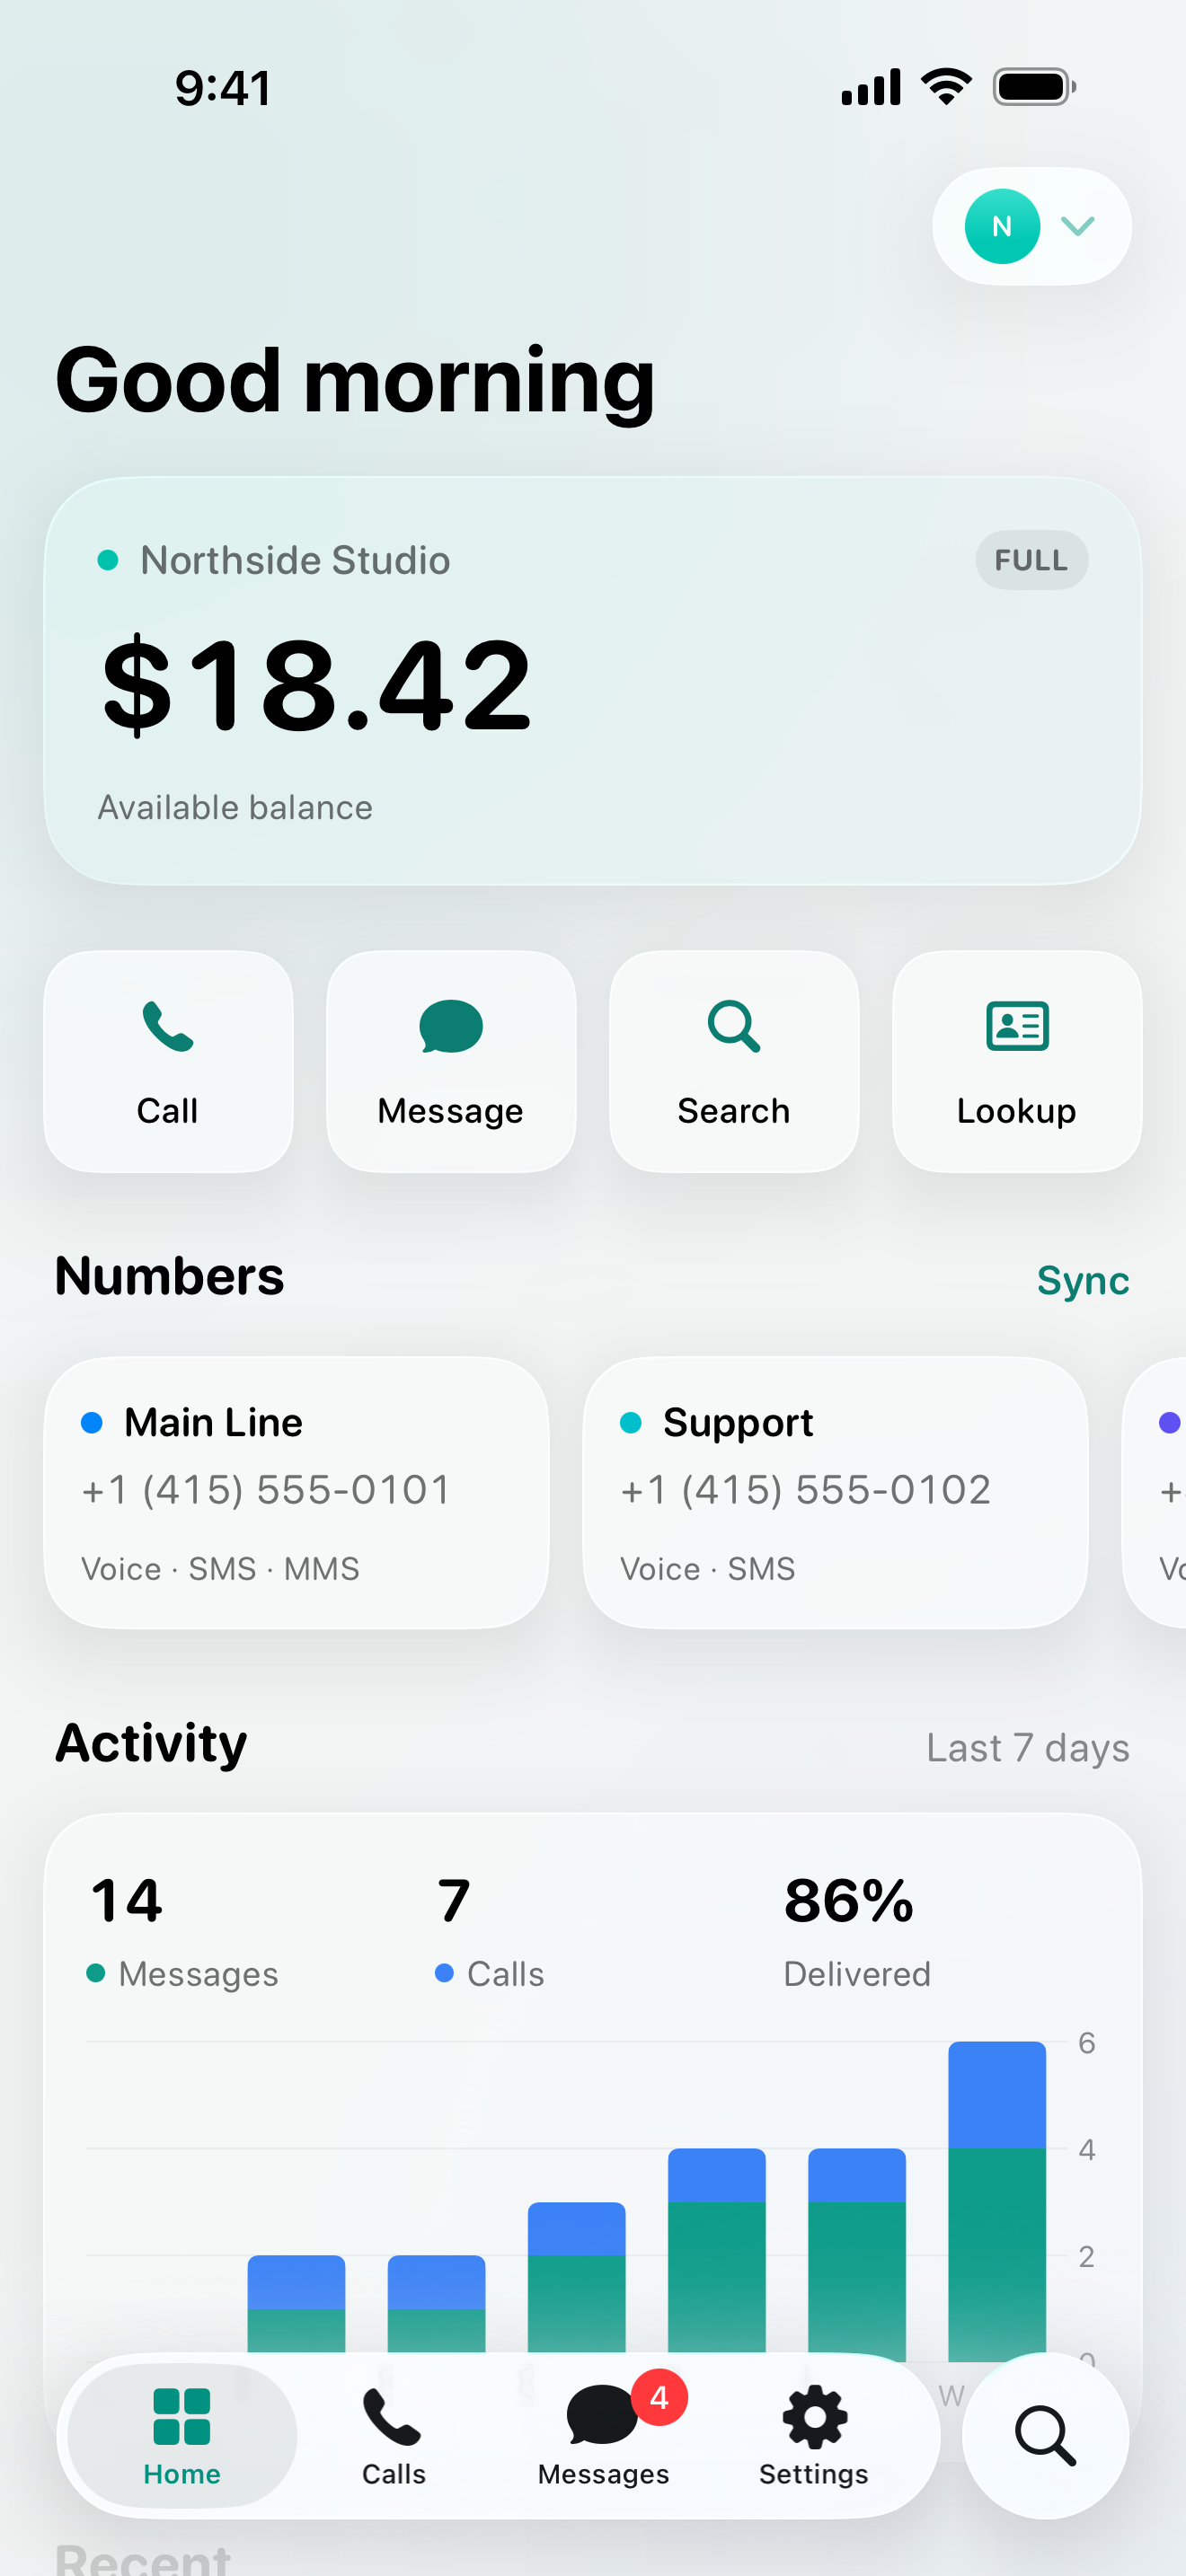 9:41
N
Good morning
Northside Studio
FULL
$18.42
Available balance
Call
Message
Search
Lookup
Numbers
Sync
Main Line
Support
+1 (415) 555-0101
+1 (415) 555-0102
+
Voice · SMS · MMS
Voice · SMS
Activity
Last 7 days
14
7
86%
Messages
Calls
Delivered
6
4
2
0
W
4
Home
Calls
Messages
Settings
Recent